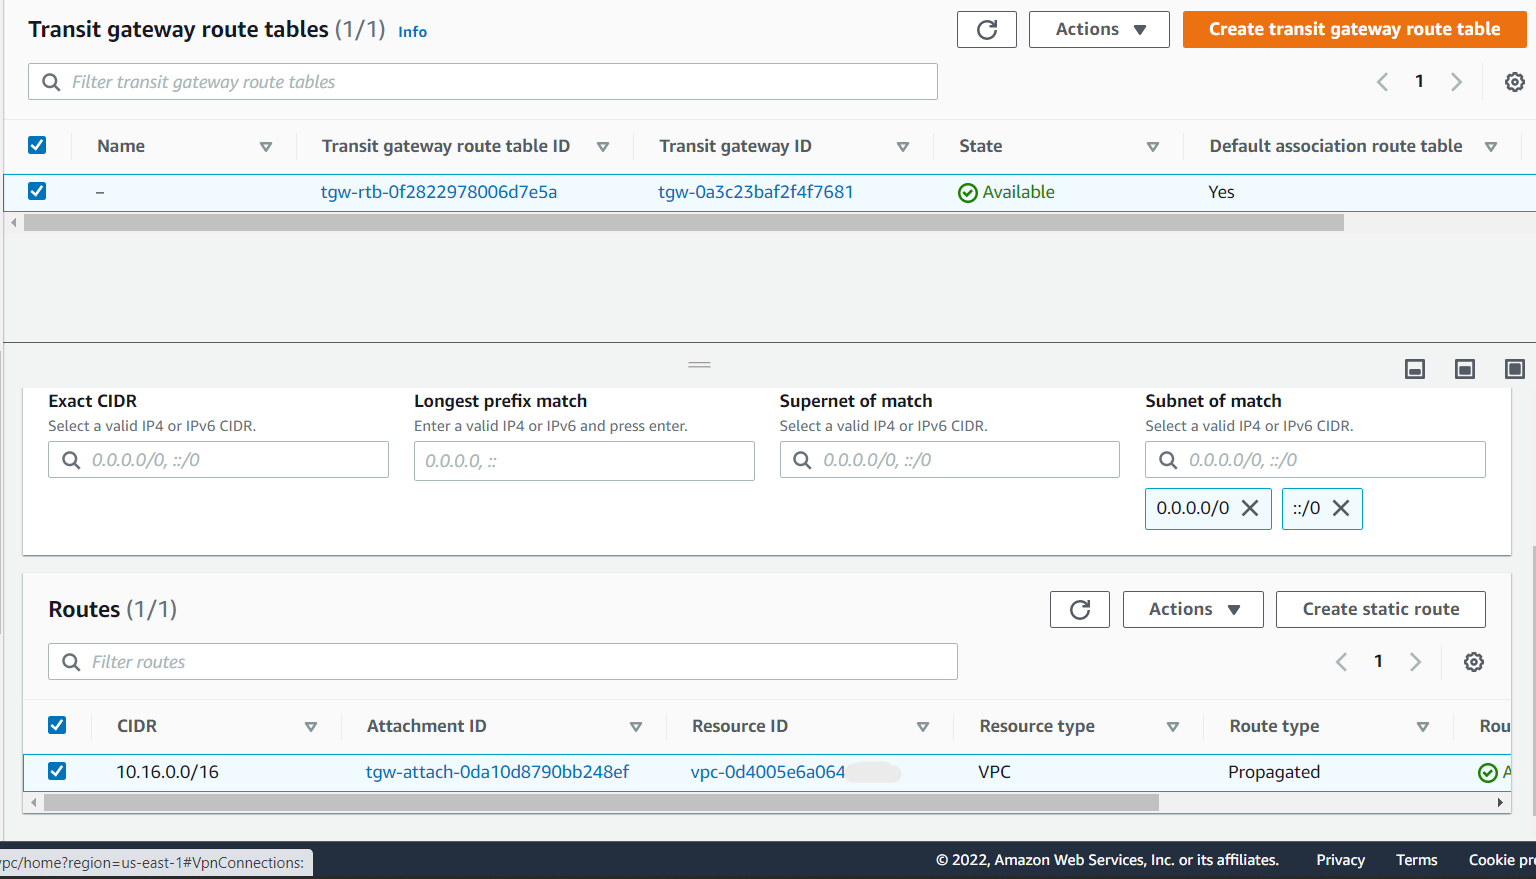 Transit gateway route tables (1/1) Info
Actions
Create transit gateway route table
Filter transit gateway route tables
1
Name
Transit gateway route table ID
Transit gateway ID
State
Default association route table
–
tgw-rtb-0f2822978006d7e5a
tgw-0a3c23baf2f4f7681
Available
Yes
Exact CIDR
Select a valid IP4 or IPv6 CIDR.
0.0.0.0/0, ::/0
Longest prefix match
Enter a valid IP4 or IPv6 and press enter.
0.0.0.0, ::
Supernet of match
Select a valid IP4 or IPv6 CIDR.
0.0.0.0/0, ::/0
Subnet of match
Select a valid IP4 or IPv6 CIDR.
0.0.0.0/0, ::/0
0.0.0.0/0
::/0
Routes (1/1)
Actions
Create static route
Filter routes
1
CIDR
Attachment ID
Resource ID
Resource type
Route type
Rou
10.16.0.0/16
tgw-attach-0da10d8790bb248ef
vpc-0d4005e6a064
VPC
Propagated
A
vpc/home?region=us-east-1#VpnConnections:
© 2022, Amazon Web Services, Inc. or its affiliates.
Privacy
Terms
Cookie pre